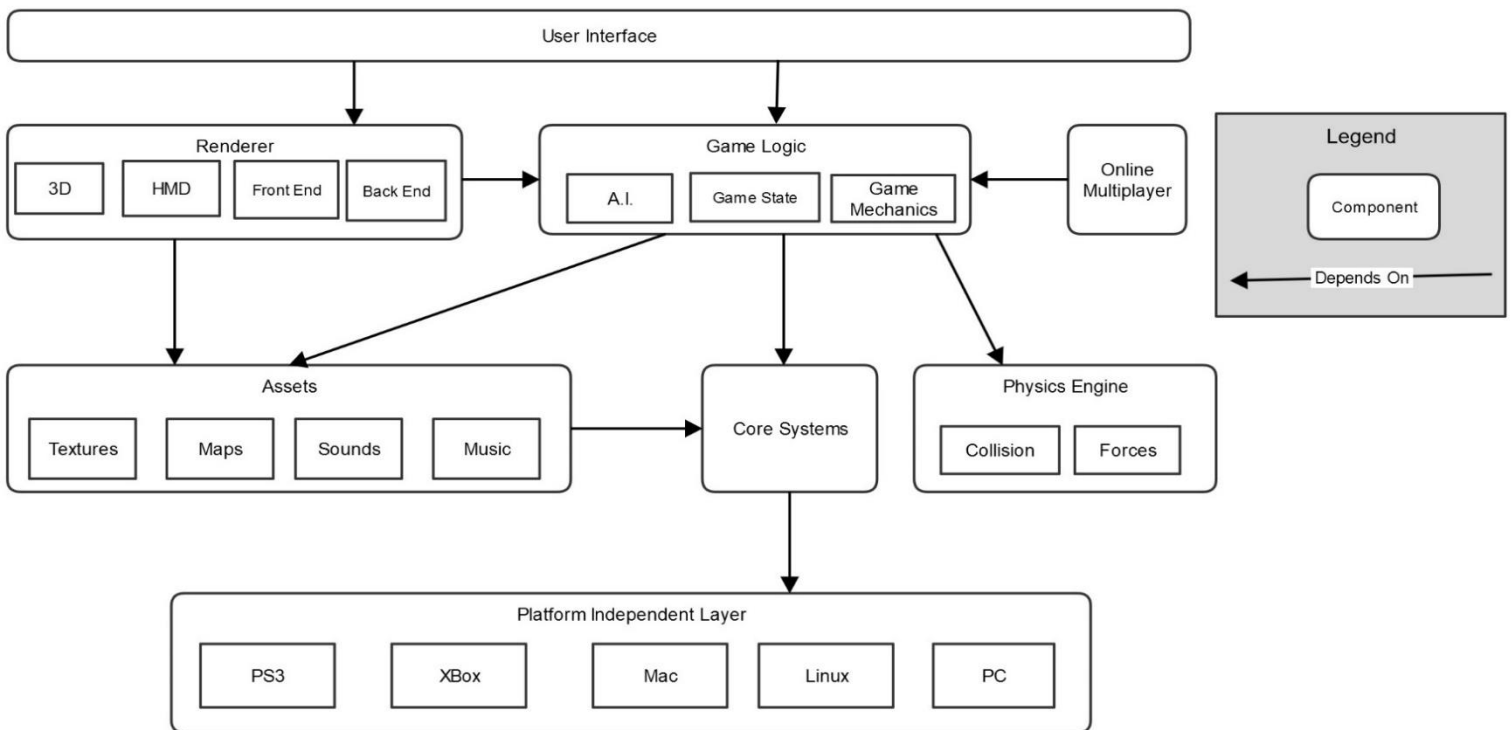 User Interface
Renderer
3D
HMD
Front End
Back End
Game Logic
A.I.
Game State
Game
Mechanics
Online
Multiplayer
Legend
Component
Depends On
Assets
Textures
Maps
Sounds
Music
Core Systems
Physics Engine
Collision
Forces
Platform Independent Layer
PS3
XBox
Mac
Linux
PC